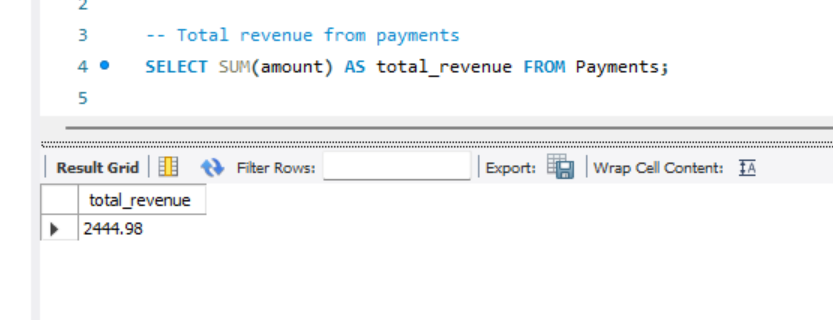 2
3 -- Total revenue from payments
4 SELECT SUM(amount) AS total_revenue FROM Payments;
5
Result Grid Filter Rows: Export: Wrap Cell Content: IA
total_revenue
2444.98